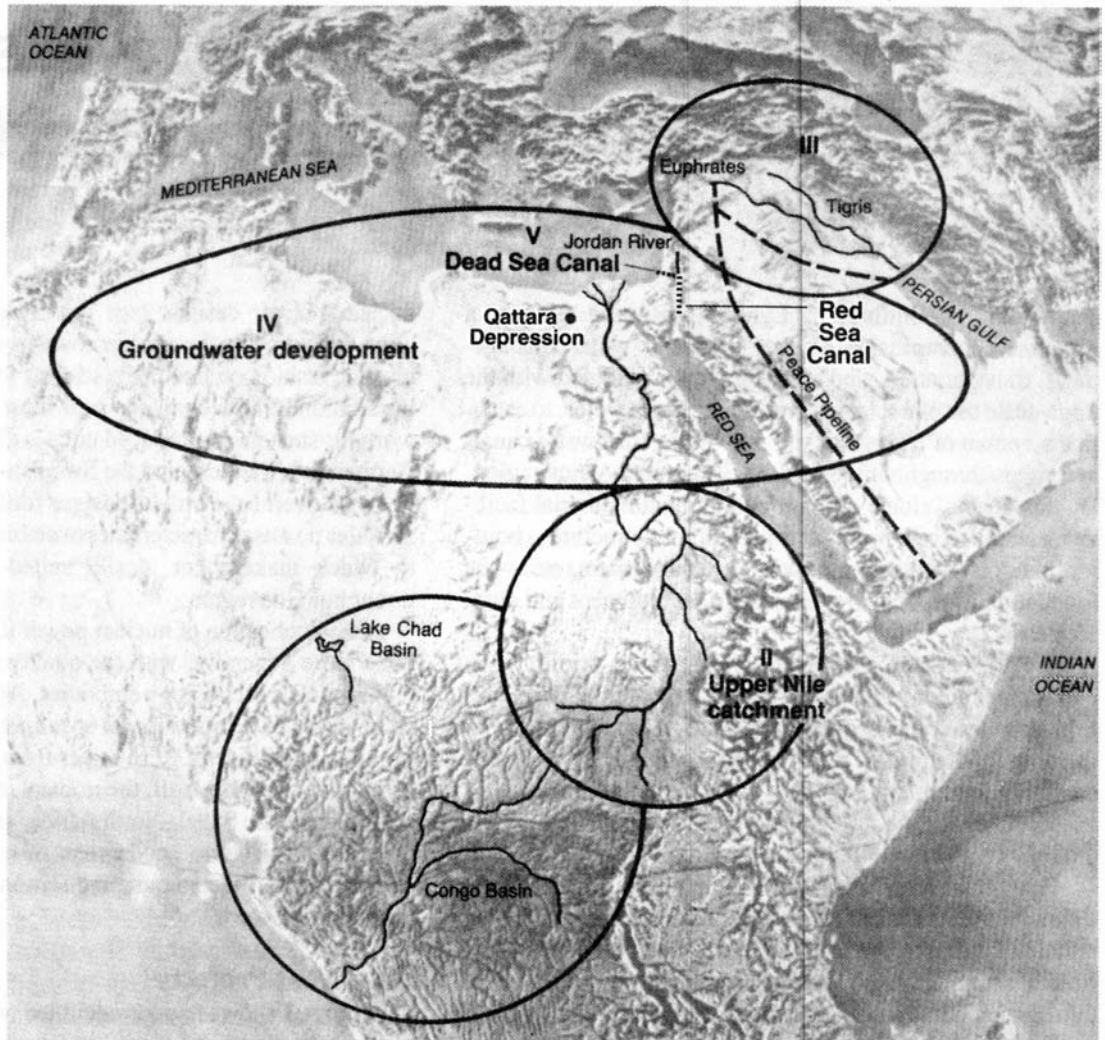 ATLANTIC
OCEAN
III
Euphrates
MEDITERRANEAN SEA
Tigris
V
Jordan River
Dead Sea Canal
PERSIAN GULF
IV
Groundwater development
Qattara
Depression
Red
Sea
Canal
Peace Pipeline
RED SEA
Lake Chad
Basin
II
Upper Nile
catchment
INDIAN
OCEAN
Congo Basin